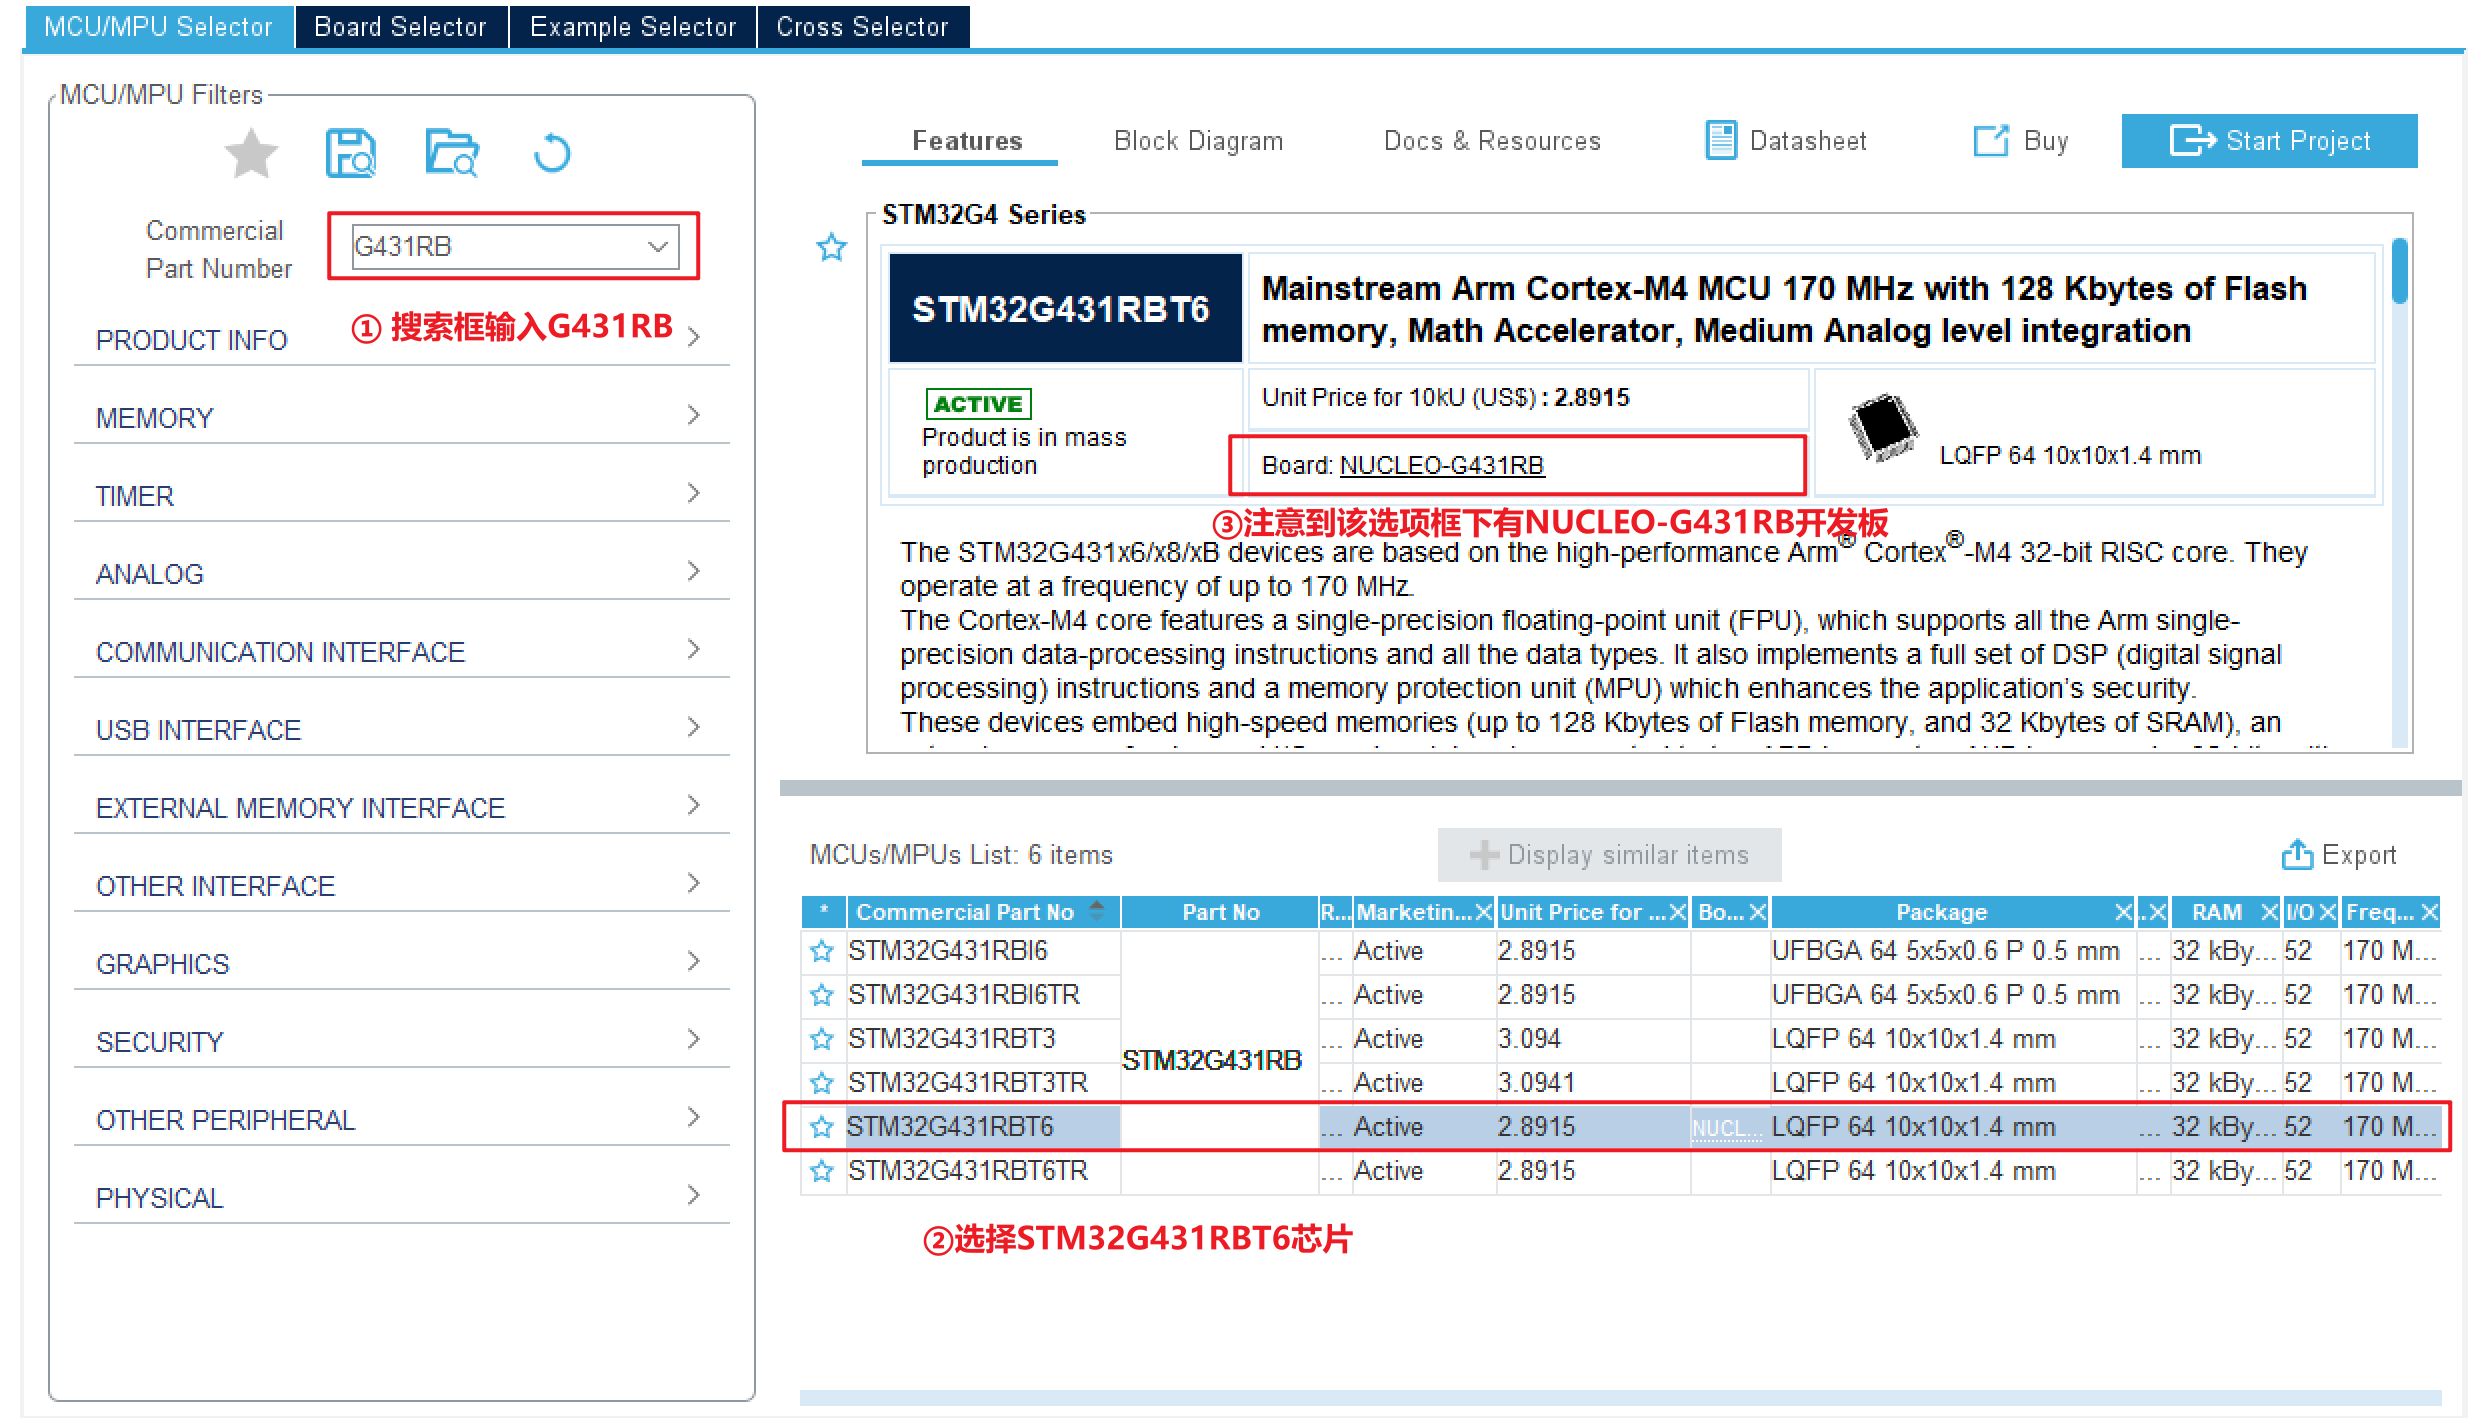 MCU/MPU Selector
Board Selector
Example Selector
Cross Selector
MCU/MPU Filters
Commercial
Part Number
G431RB
① 搜索框输入G431RB
PRODUCT INFO
MEMORY
TIMER
ANALOG
COMMUNICATION INTERFACE
USB INTERFACE
EXTERNAL MEMORY INTERFACE
OTHER INTERFACE
GRAPHICS
SECURITY
OTHER PERIPHERAL
PHYSICAL
Features
Block Diagram
Docs & Resources
Datasheet
Buy
Start Project
STM32G4 Series
STM32G431RBT6
Mainstream Arm Cortex-M4 MCU 170 MHz with 128 Kbytes of Flash
memory, Math Accelerator, Medium Analog level integration
ACTIVE
Product is in mass
production
Unit Price for 10kU (US$) : 2.8915
Board: NUCLEO-G431RB
LQFP 64 10x10x1.4 mm
③注意到该选项框下有NUCLEO-G431RB开发板
The STM32G431x6/x8/xB devices are based on the high-performance Arm® Cortex®-M4 32-bit RISC core. They
operate at a frequency of up to 170 MHz.
The Cortex-M4 core features a single-precision floating-point unit (FPU), which supports all the Arm single-
precision data-processing instructions and all the data types. It also implements a full set of DSP (digital signal
processing) instructions and a memory protection unit (MPU) which enhances the application's security.
These devices embed high-speed memories (up to 128 Kbytes of Flash memory, and 32 Kbytes of SRAM), an
MCUs/MPUs List: 6 items
Display similar items
Export
* Commercial Part No Part No R... Marketin... Unit Price for ... Bo... Package .. RAM I/O Freq...
STM32G431RBI6 ... Active 2.8915 UFBGA 64 5x5x0.6 P 0.5 mm ... 32 kBy... 52 170 M...
STM32G431RBI6TR ... Active 2.8915 UFBGA 64 5x5x0.6 P 0.5 mm ... 32 kBy... 52 170 M...
STM32G431RBT3 ... Active 3.094 LQFP 64 10x10x1.4 mm ... 32 kBy... 52 170 M...
STM32G431RB
STM32G431RBT3TR ... Active 3.0941 LQFP 64 10x10x1.4 mm ... 32 kBy... 52 170 M...
STM32G431RBT6 ... Active 2.8915 NUCL... LQFP 64 10x10x1.4 mm ... 32 kBy... 52 170 M...
STM32G431RBT6TR ... Active 2.8915 LQFP 64 10x10x1.4 mm ... 32 kBy... 52 170 M...
②选择STM32G431RBT6芯片